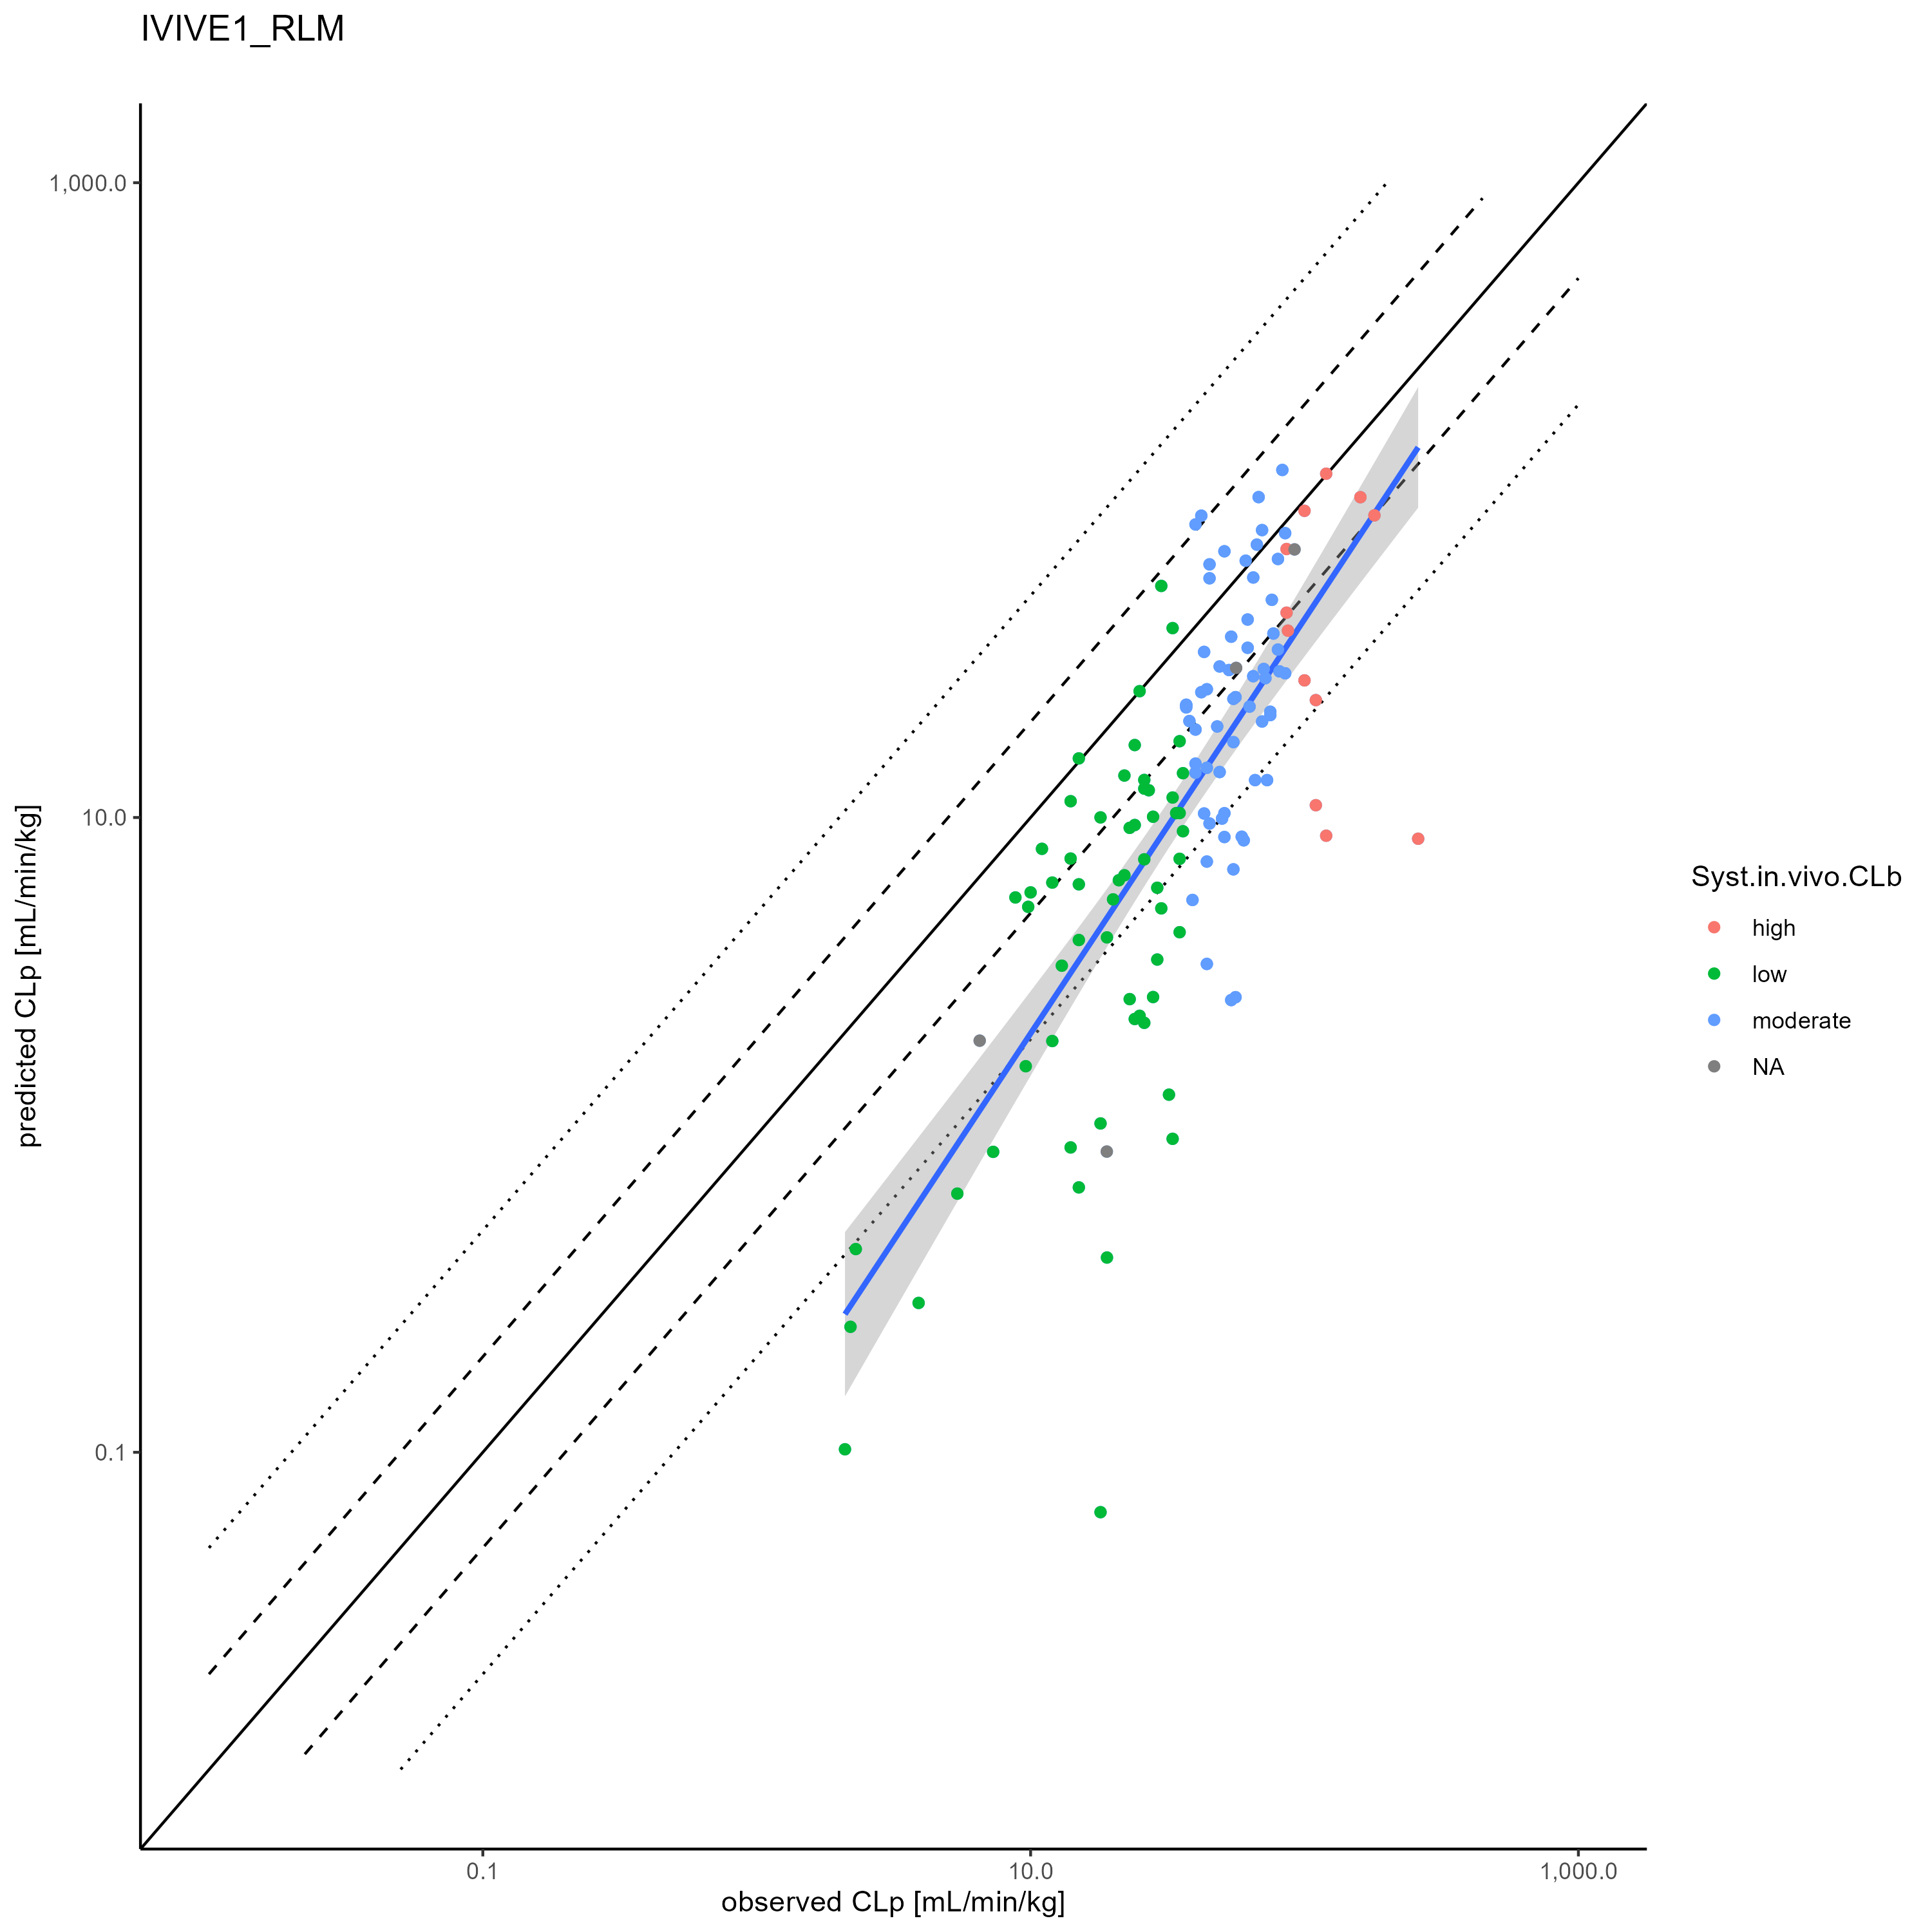 IVIVE1_RLM
1,000.0
10.0
0.1
predicted CLp [mL/min/kg]
0.1
10.0
1,000.0
observed CLp [mL/min/kg]
Syst.in.vivo.CLb
high
low
moderate
NA